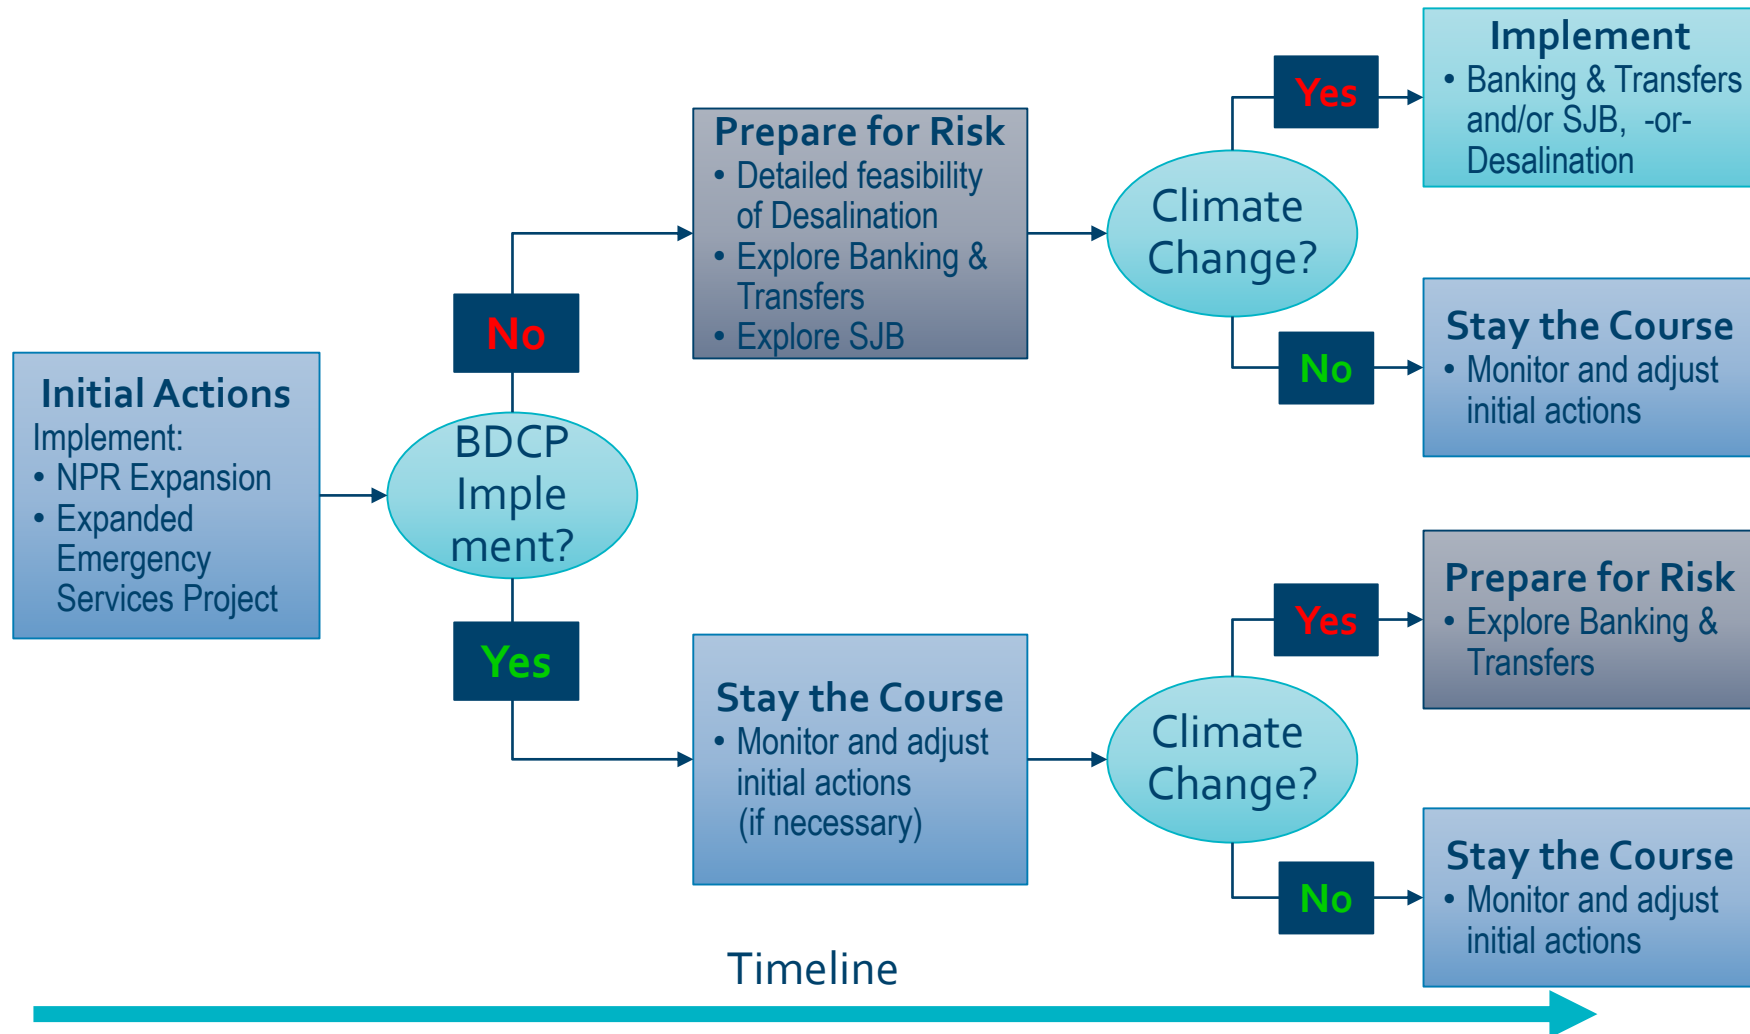 Initial Actions
Implement:
• NPR Expansion
• Expanded
Emergency
Services Project
BDCP
Imple
ment?
No
Yes
Prepare for Risk
• Detailed feasibility
of Desalination
• Explore Banking &
Transfers
• Explore SJB
Stay the Course
• Monitor and adjust
initial actions
(if necessary)
Climate
Change?
Yes
No
Climate
Change?
Yes
No
Implement
• Banking & Transfers
and/or SJB, -or-
Desalination
Stay the Course
• Monitor and adjust
initial actions
Prepare for Risk
• Explore Banking &
Transfers
Stay the Course
• Monitor and adjust
initial actions
Timeline